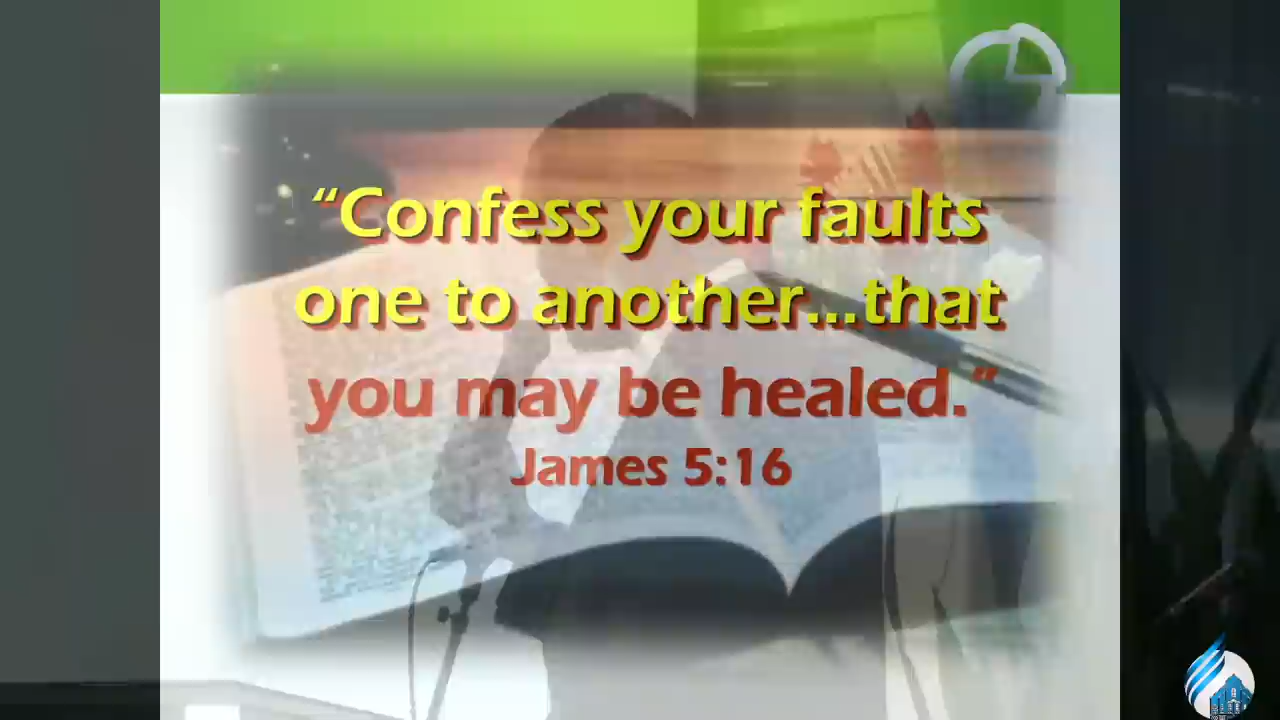 “Confess your faults
one to another...that
you may be healed.”
James 5:16